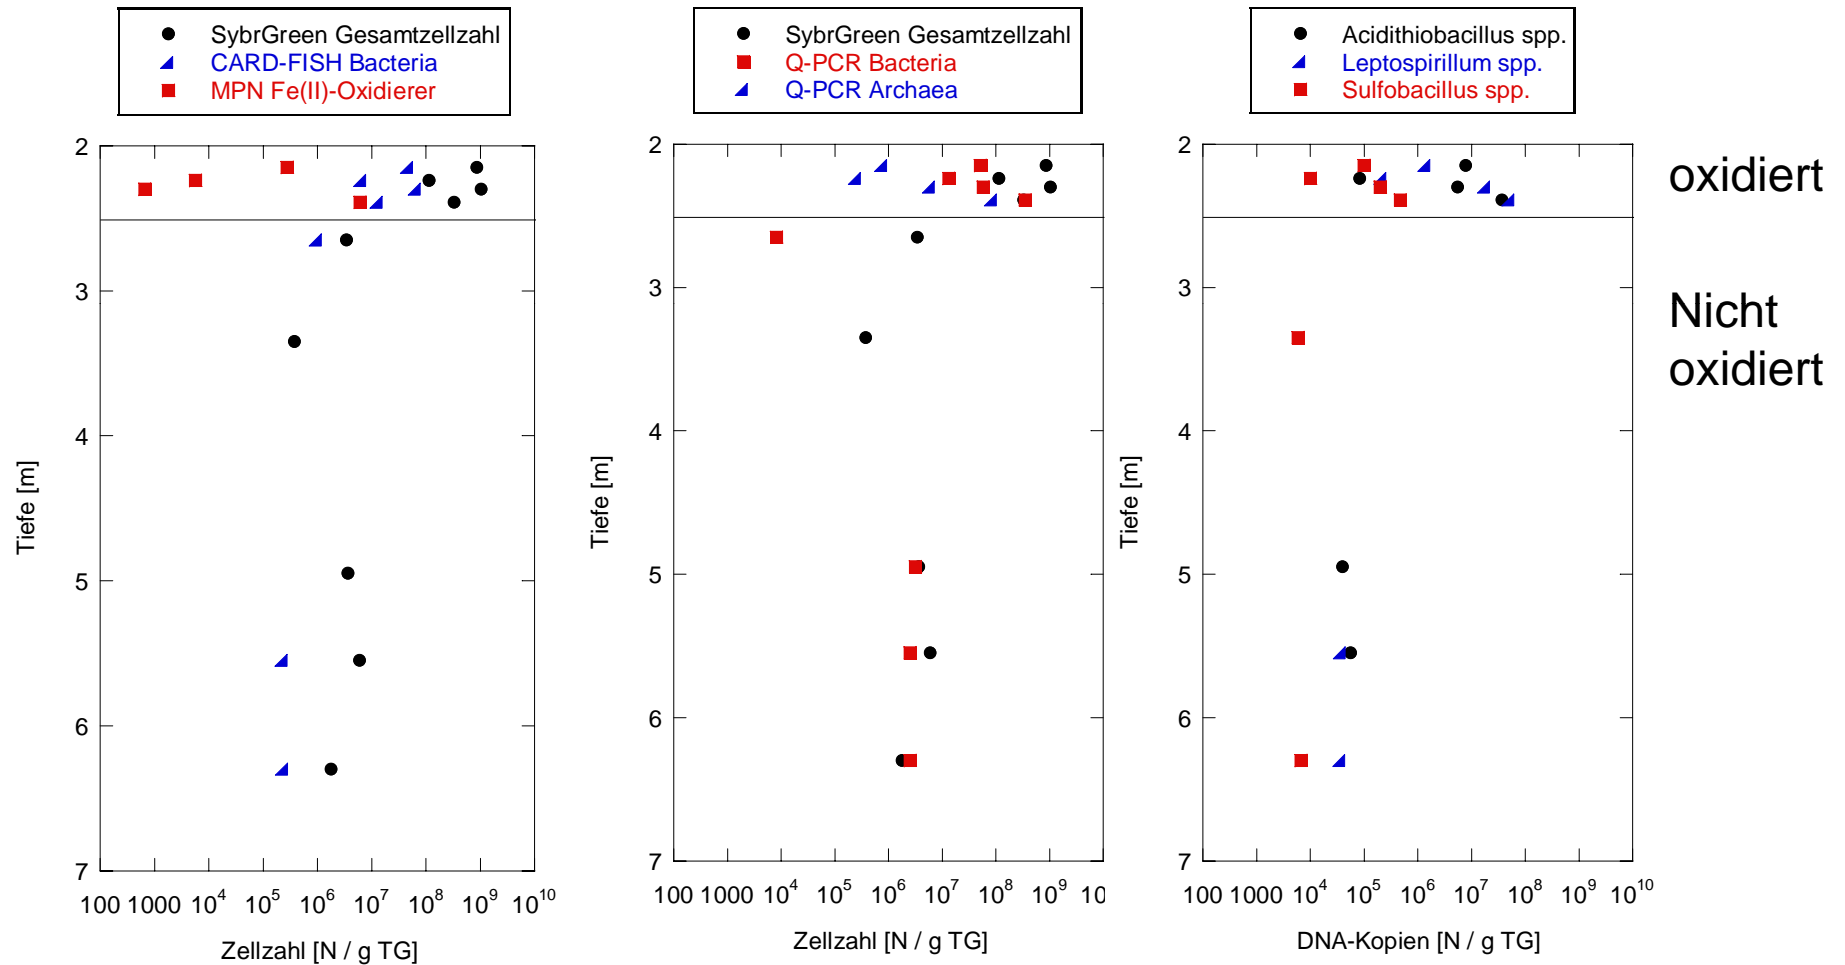 SybrGreen Gesamtzellzahl
CARD-FISH Bacteria
MPN Fe(II)-Oxidierer
2
3
4
5
6
7
Tiefe [m]
100 1000 10^4 10^5 10^6 10^7 10^8 10^9 10^10
Zellzahl [N / g TG]
SybrGreen Gesamtzellzahl
Q-PCR Bacteria
Q-PCR Archaea
2
3
4
5
6
7
Tiefe [m]
100 1000 10^4 10^5 10^6 10^7 10^8 10^9 10
Zellzahl [N / g TG]
Acidithiobacillus spp.
Leptospirillum spp.
Sulfobacillus spp.
2
3
4
5
6
7
Tiefe [m]
100 1000 10^4 10^5 10^6 10^7 10^8 10^9 10^10
DNA-Kopien [N / g TG]
oxidiert
Nicht
oxidiert